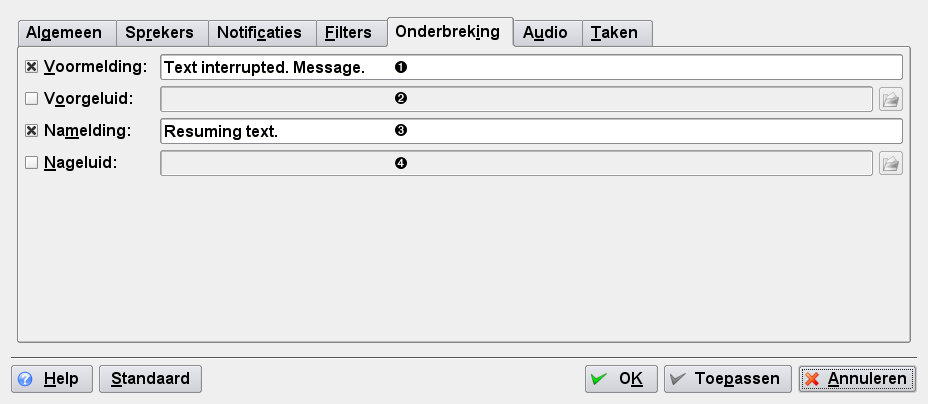 Algemeen Sprekers Notificaties Filters Onderbreking Audio Taken
Voormelding: Text interrupted. Message. ❶
Voorgeluid: ❷
Namelding: Resuming text. ❸
Nageluid: ❹
Help Standaard OK Toepassen Annuleren